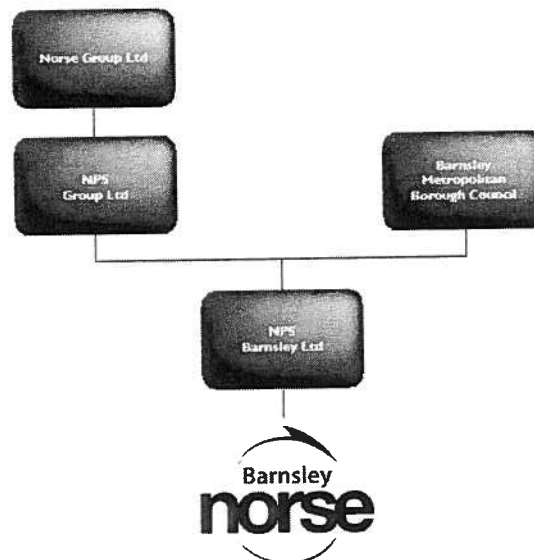 Norse Group Ltd
NPS
Group Ltd
Barnsley
Metropolitan
Borough Council
NPS
Barnsley Ltd
Barnsley
norse